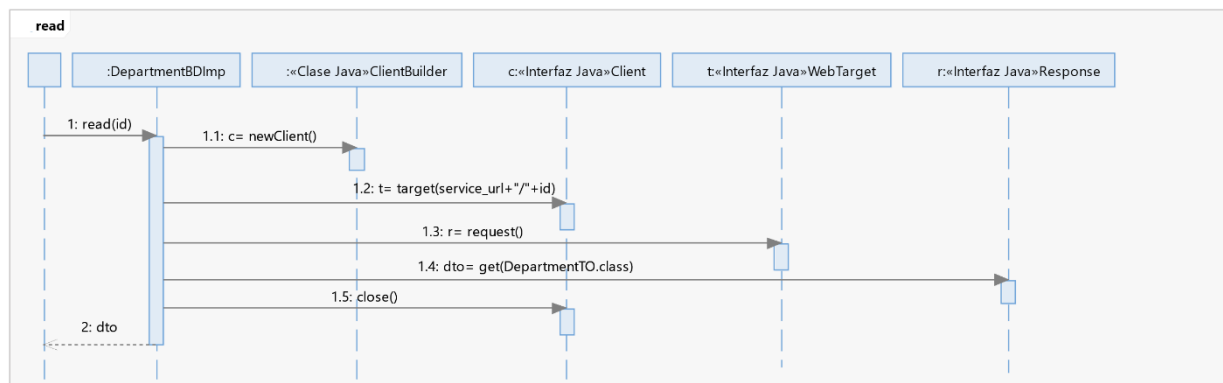 read
:DepartmentBDImp
:«Clase Java»ClientBuilder
c:«Interfaz Java»Client
t:«Interfaz Java»WebTarget
r:«Interfaz Java»Response
1: read(id)
1.1: c= newClient()
1.2: t= target(service_url+"/"+id)
1.3: r= request()
1.4: dto= get(DepartmentTO.class)
1.5: close()
2: dto